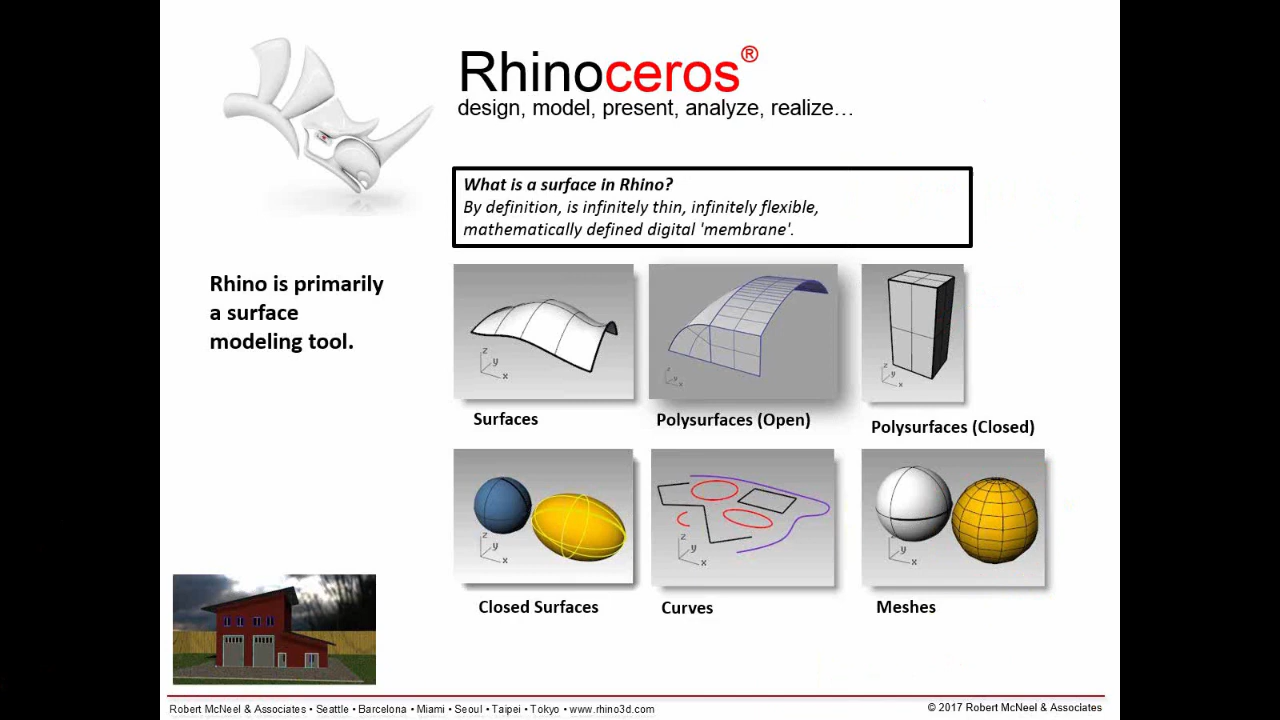 Rhinoceros®
design, model, present, analyze, realize…
What is a surface in Rhino?
By definition, is infinitely thin, infinitely flexible,
mathematically defined digital 'membrane'.
Rhino is primarily
a surface
modeling tool.
z
y
x
z
y
x
z
y
x
Surfaces
Polysurfaces (Open)
Polysurfaces (Closed)
z
y
x
z
y
x
z
y
x
Closed Surfaces
Curves
Meshes
Robert McNeel & Associates • Seattle • Barcelona • Miami • Seoul • Taipei • Tokyo • www.rhino3d.com
© 2017 Robert McNeel & Associates